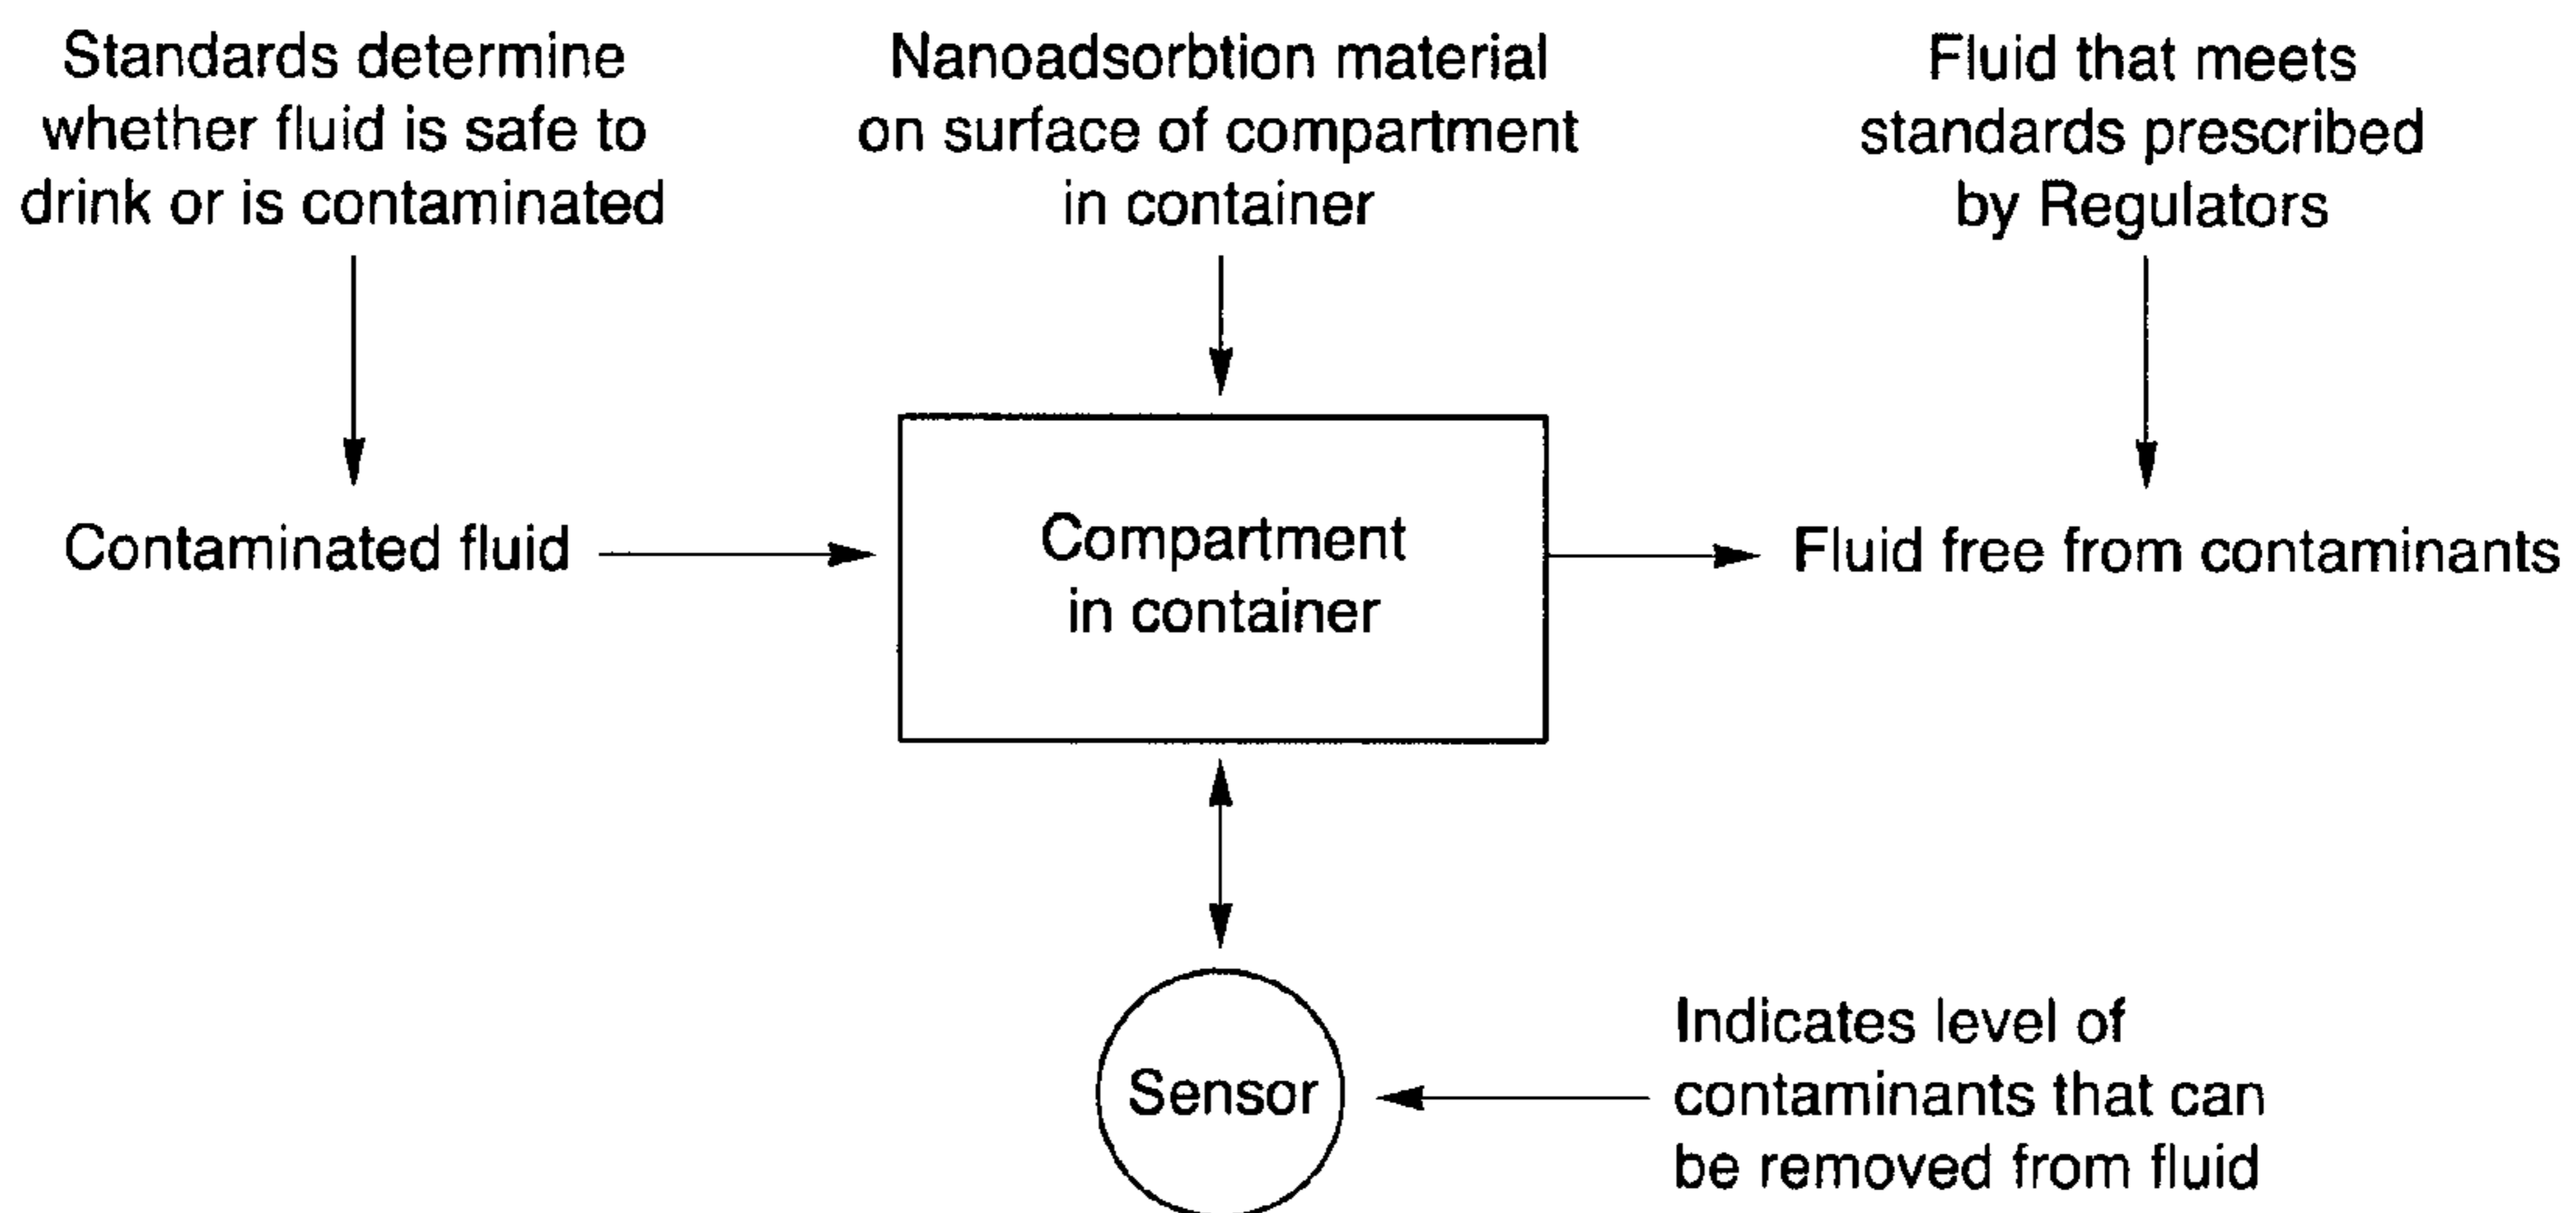 Standards determine
whether fluid is safe to
drink or is contaminated
Nanoadsorbtion material
on surface of compartment
in container
Fluid that meets
standards prescribed
by Regulators
Contaminated fluid
Compartment
in container
Fluid free from contaminants
Sensor
Indicates level of
contaminants that can
be removed from fluid